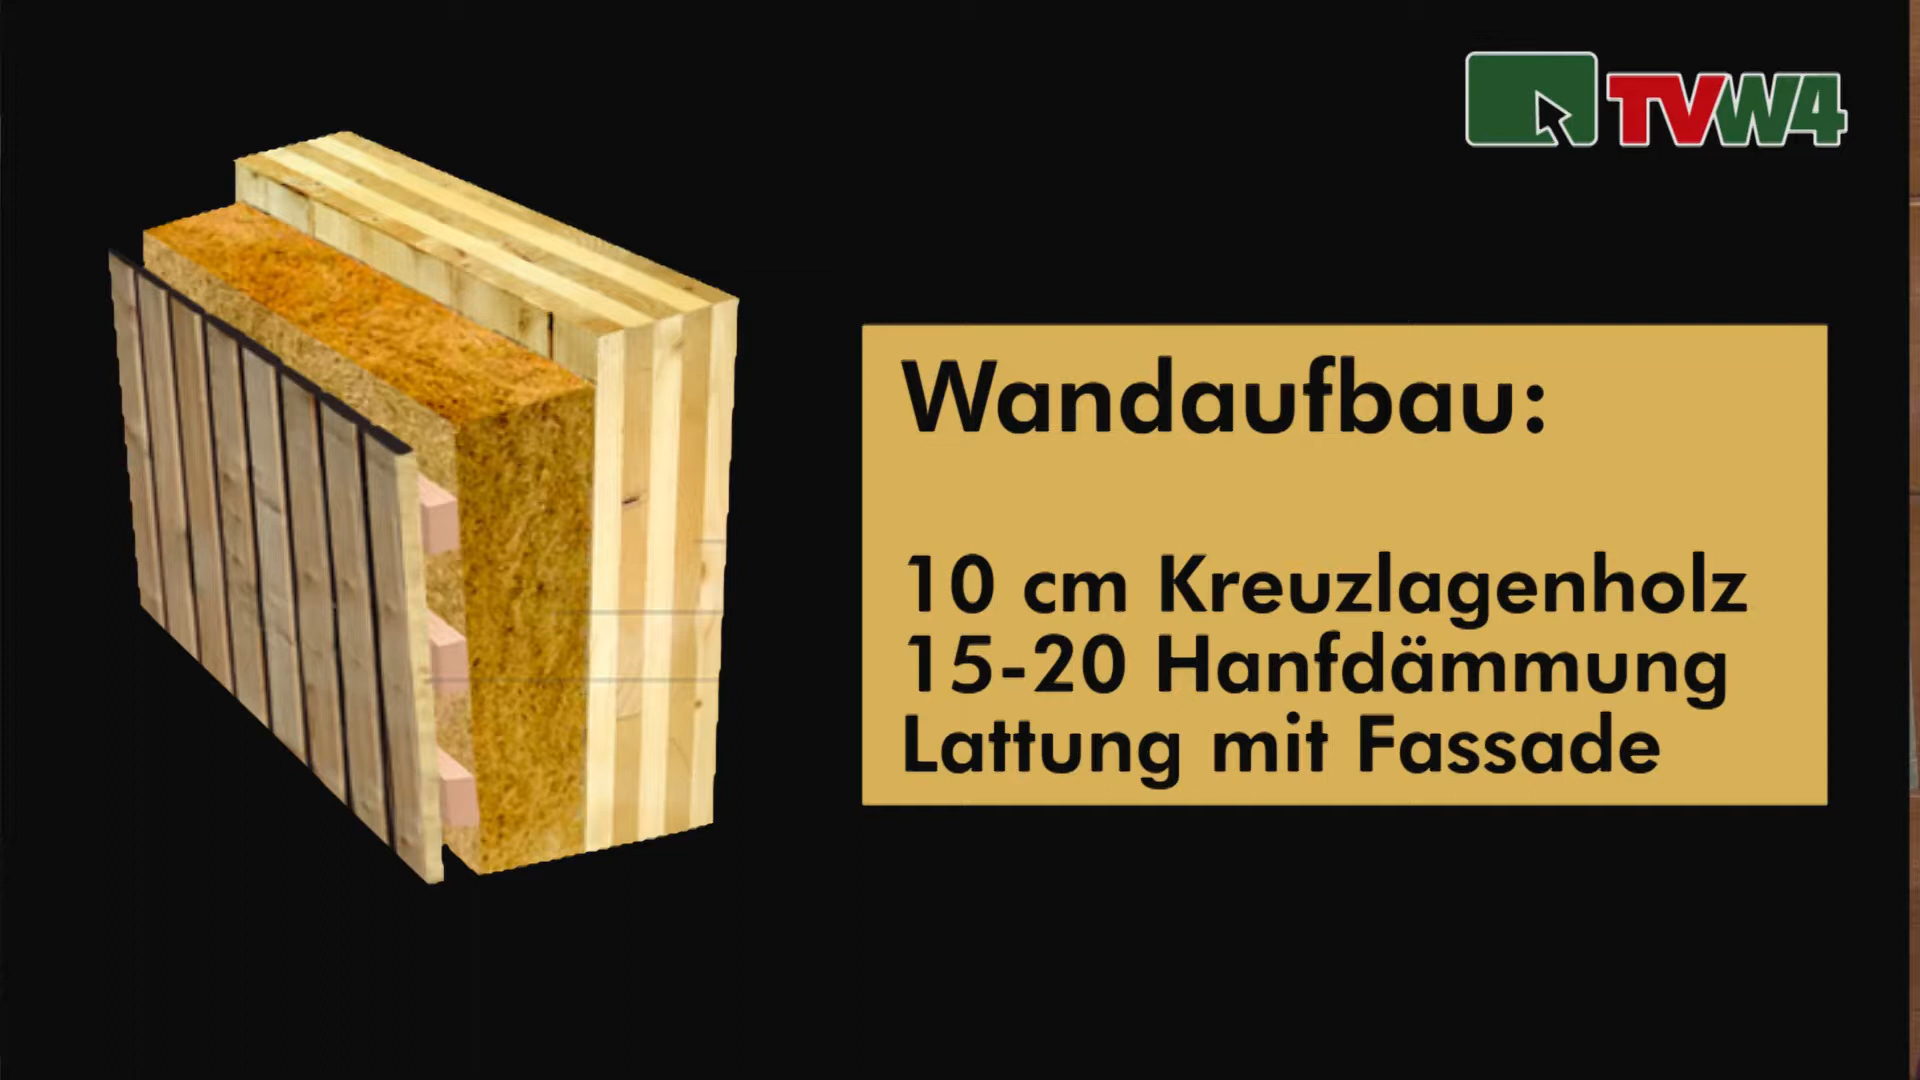 TVW4
Wandaufbau:
10 cm Kreuzlagenholz
15-20 Hanfdämmung
Lattung mit Fassade